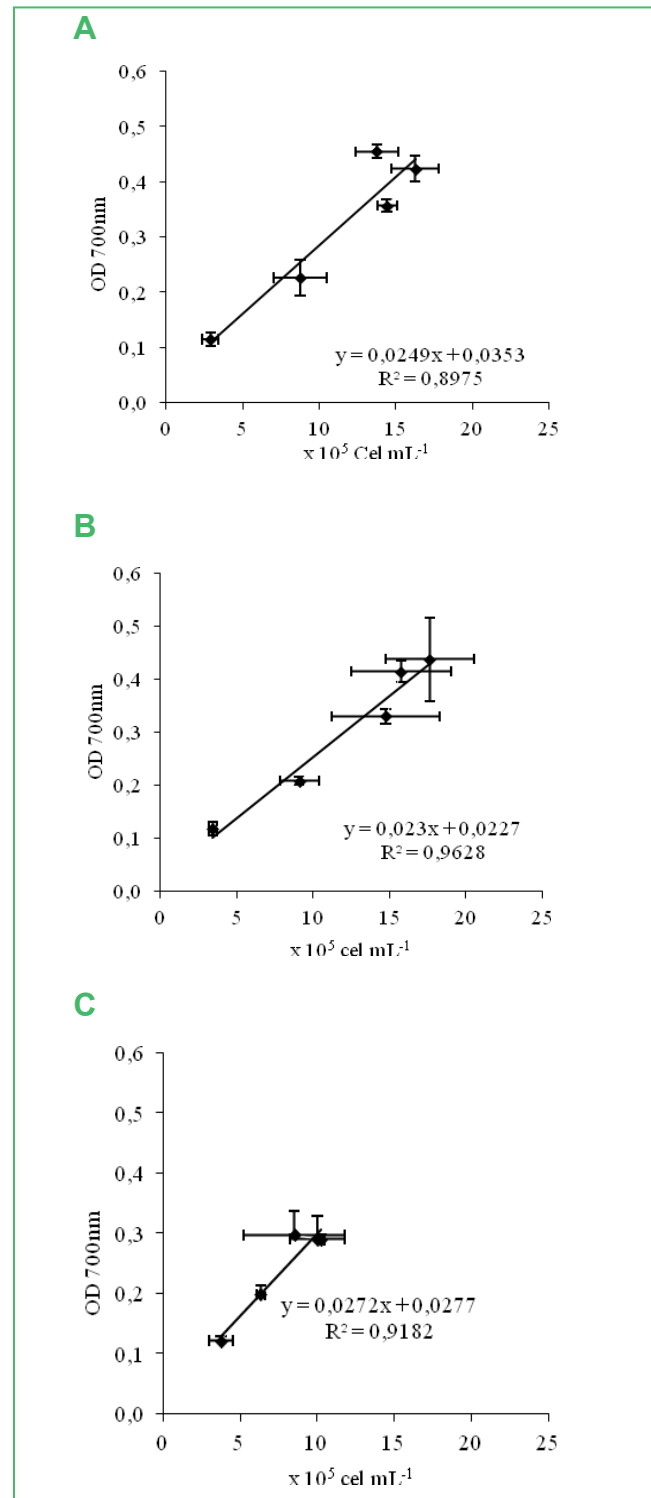 A
0,6
0,5
0,4
0,3
0,2
0,1
0,0
OD 700nm
y = 0,0249x + 0,0353
R² = 0,8975
0 5 10 15 20 25
x 10⁵ Cel mL⁻¹
B
0,6
0,5
0,4
0,3
0,2
0,1
0,0
OD 700nm
y = 0,023x + 0,0227
R² = 0,9628
0 5 10 15 20 25
x 10⁵ cel mL⁻¹
C
0,6
0,5
0,4
0,3
0,2
0,1
0,0
OD 700nm
y = 0,0272x + 0,0277
R² = 0,9182
0 5 10 15 20 25
x 10⁵ cel mL⁻¹